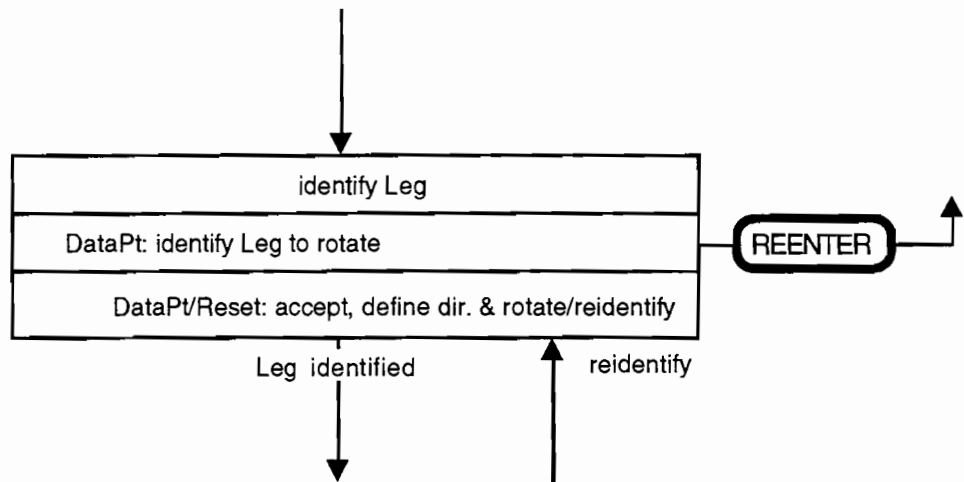 identify Leg
DataPt: identify Leg to rotate
REENTER
DataPt/Reset: accept, define dir. & rotate/reidentify
Leg identified
reidentify